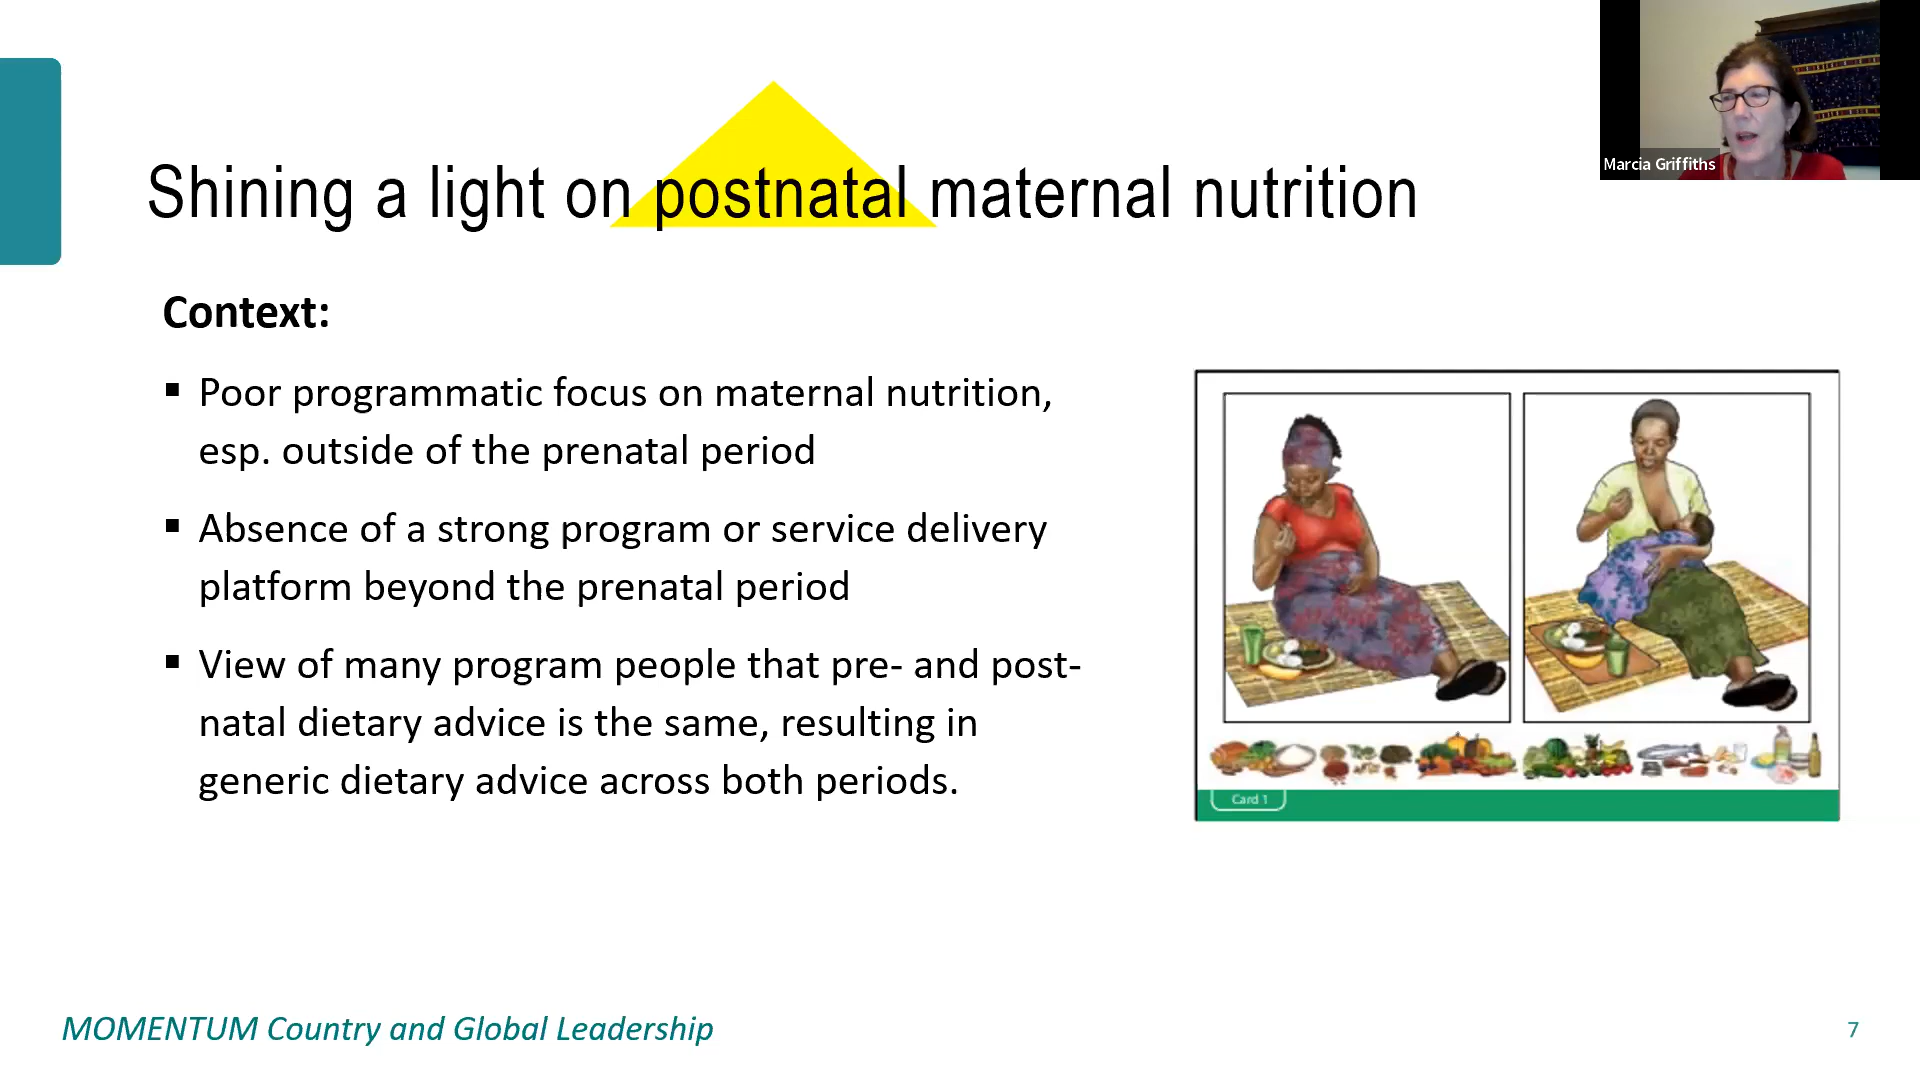 Marcia Griffiths
Shining a light on postnatal maternal nutrition
Context:
▪ Poor programmatic focus on maternal nutrition,
esp. outside of the prenatal period
▪ Absence of a strong program or service delivery
platform beyond the prenatal period
▪ View of many program people that pre- and post-
natal dietary advice is the same, resulting in
generic dietary advice across both periods.
Card 1
MOMENTUM Country and Global Leadership
7